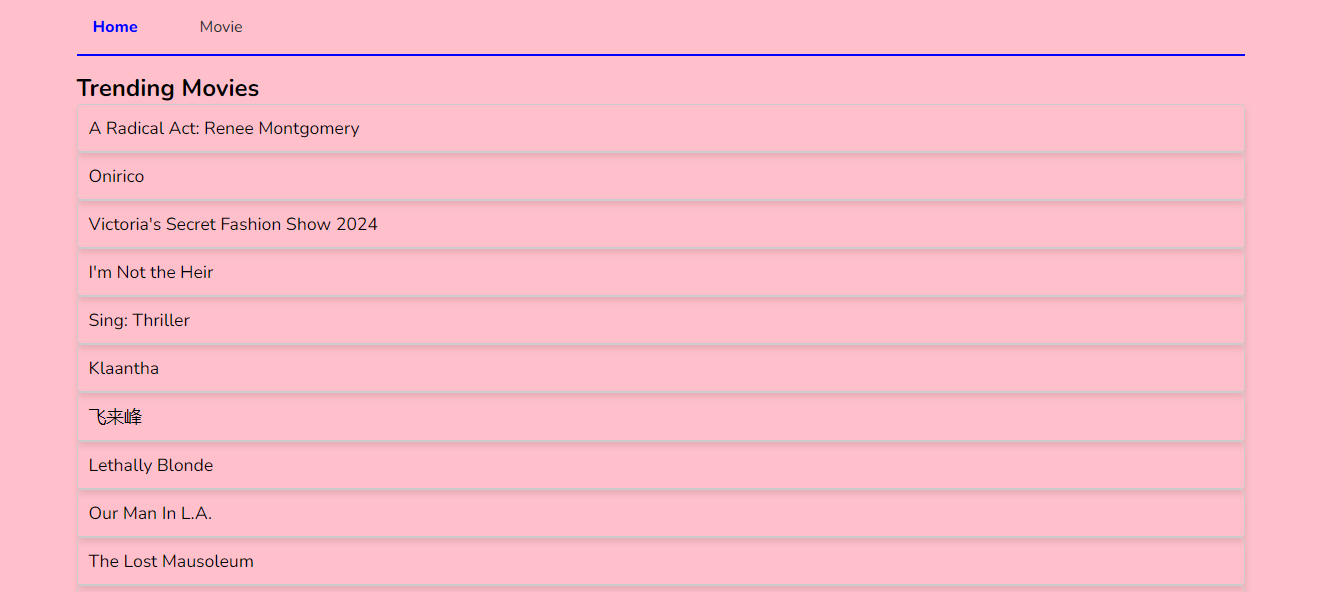 Home Movie
Trending Movies
A Radical Act: Renee Montgomery
Onirico
Victoria's Secret Fashion Show 2024
I'm Not the Heir
Sing: Thriller
Klaantha
飞来峰
Lethally Blonde
Our Man In L.A.
The Lost Mausoleum